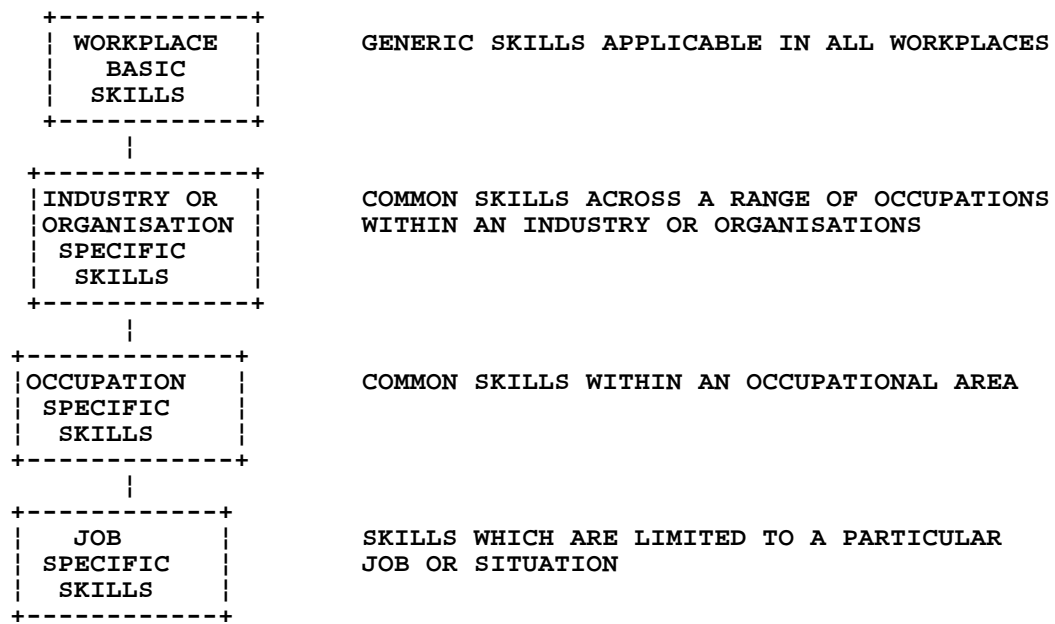 WORKPLACE
BASIC
SKILLS
GENERIC SKILLS APPLICABLE IN ALL WORKPLACES
INDUSTRY OR
ORGANISATION
SPECIFIC
SKILLS
COMMON SKILLS ACROSS A RANGE OF OCCUPATIONS
WITHIN AN INDUSTRY OR ORGANISATIONS
OCCUPATION
SPECIFIC
SKILLS
COMMON SKILLS WITHIN AN OCCUPATIONAL AREA
JOB
SPECIFIC
SKILLS
SKILLS WHICH ARE LIMITED TO A PARTICULAR
JOB OR SITUATION